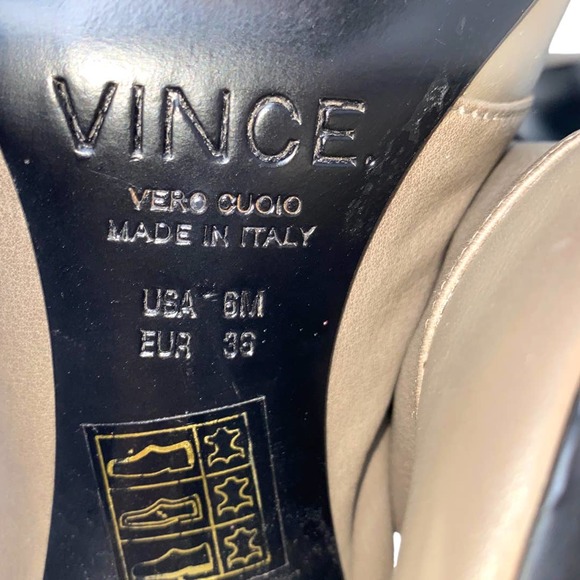 VINCE.
VERO CUOIO
MADE IN ITALY
USA 6M
EUR 36